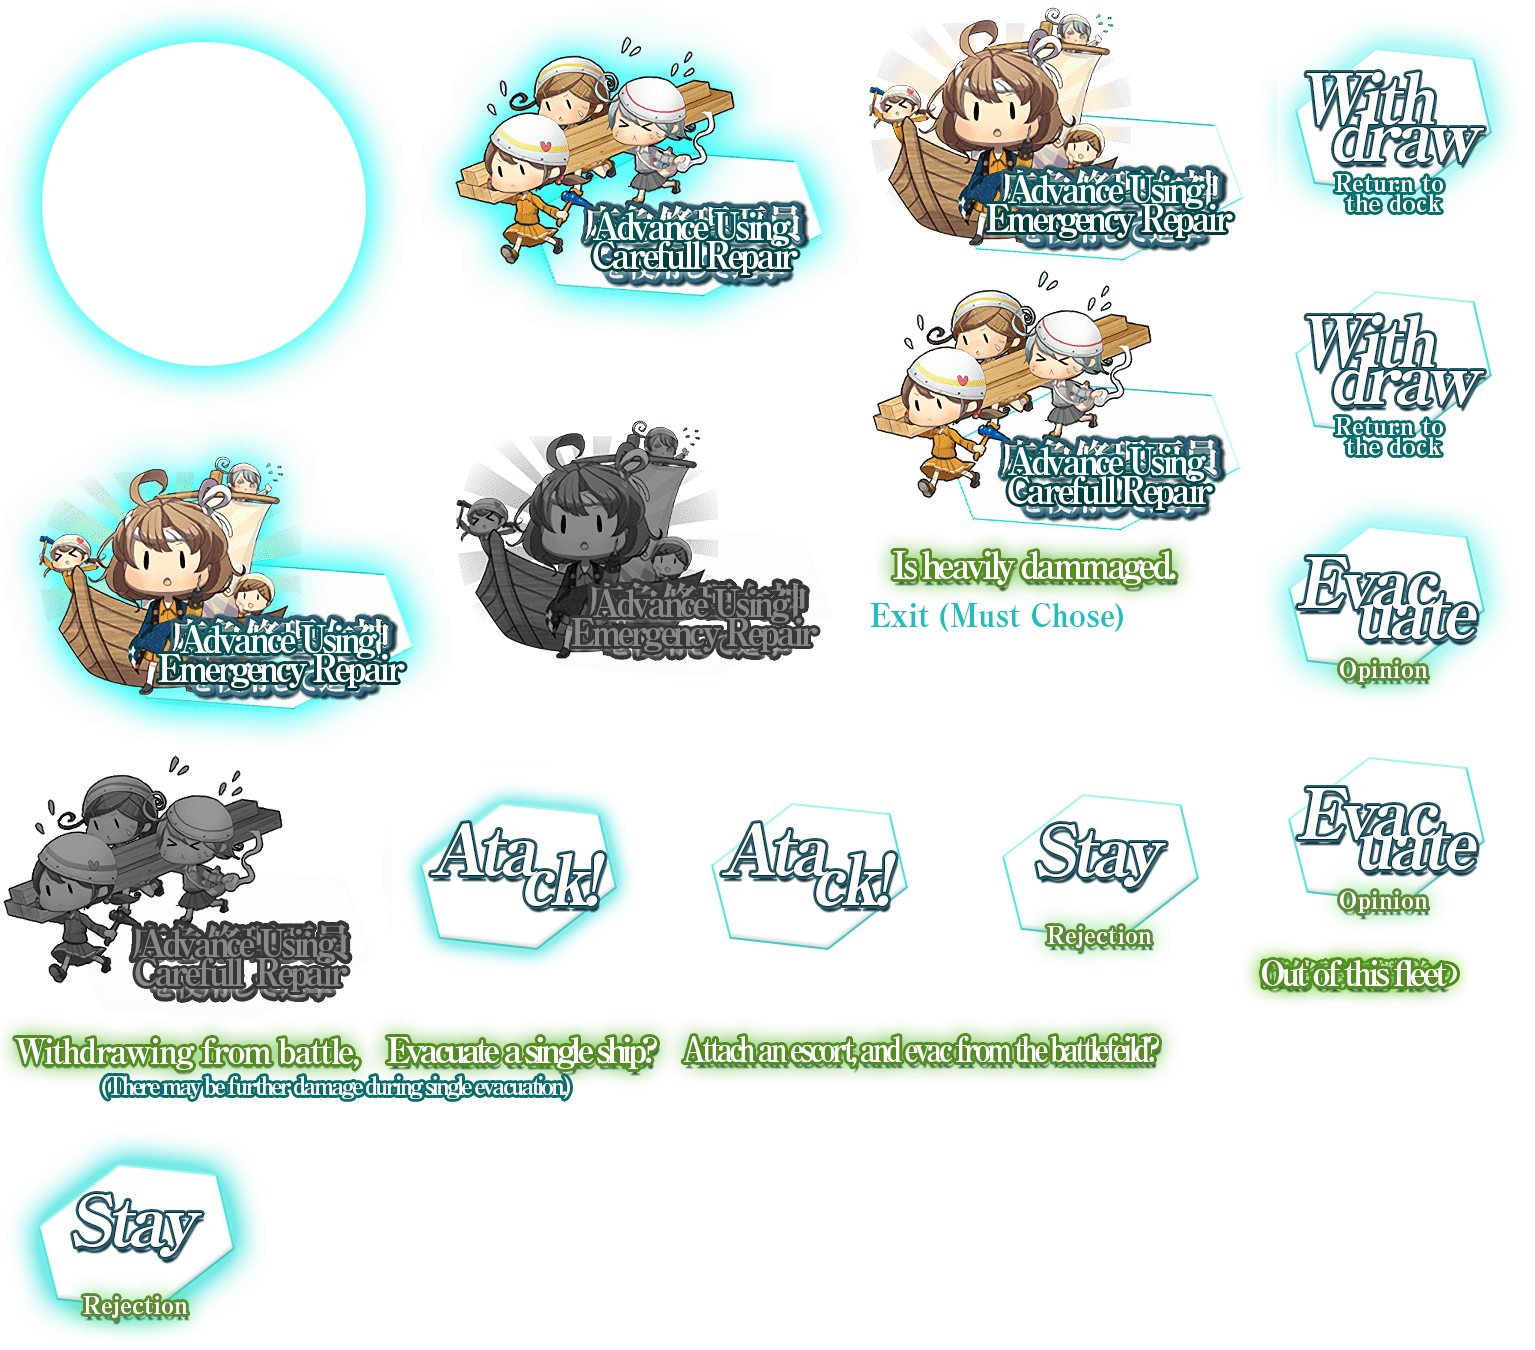 Advance Using
Carefull Repair
Advance Using!
Emergency Repair
With
draw
Return to
the dock
Advance Using
Carefull Repair
With
draw
Return to
the dock
Is heavily dammaged.
Exit (Must Chose)
Advance Using!
Emergency Repair
Advance Using!
Emergency Repair
Evac
uate
Opinion
Advance Using
Carefull Repair
Ata
ck!
Ata
ck!
Stay
Rejection
Evac
uate
Opinion
Out of this fleet
Withdrawing from battle,
Evacuate a single ship?
Attach an escort, and evac from the battlefeild?
(There may be further damage during single evacuation.)
Stay
Rejection